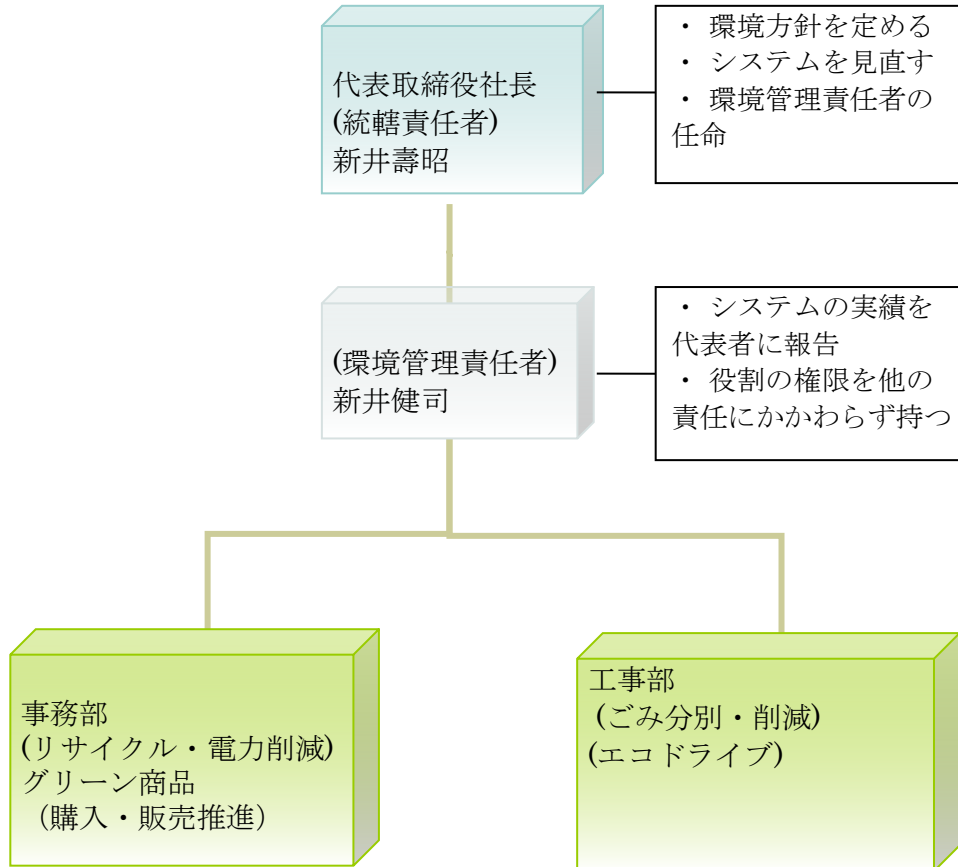 代表取締役社長
(統轄責任者)
新井壽昭
・ 環境方針を定める
・ システムを見直す
・ 環境管理責任者の
任命
(環境管理責任者)
新井健司
・ システムの実績を
代表者に報告
・ 役割の権限を他の
責任にかかわらず持つ
事務部
(リサイクル・電力削減)
グリーン商品
（購入・販売推進）
工事部
(ごみ分別・削減)
(エコドライブ)